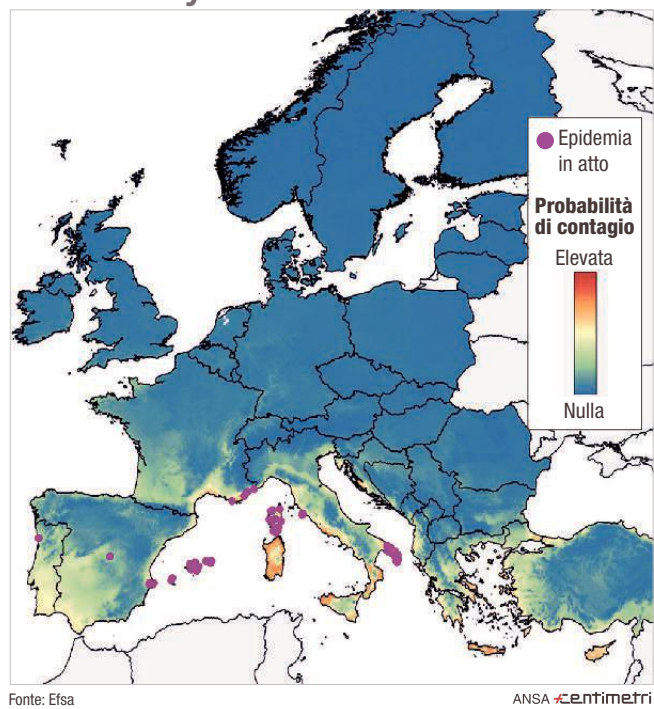 Epidemia
in atto
Probabilità
di contagio
Elevata
Nulla
Fonte: Efsa
ANSA centimetri